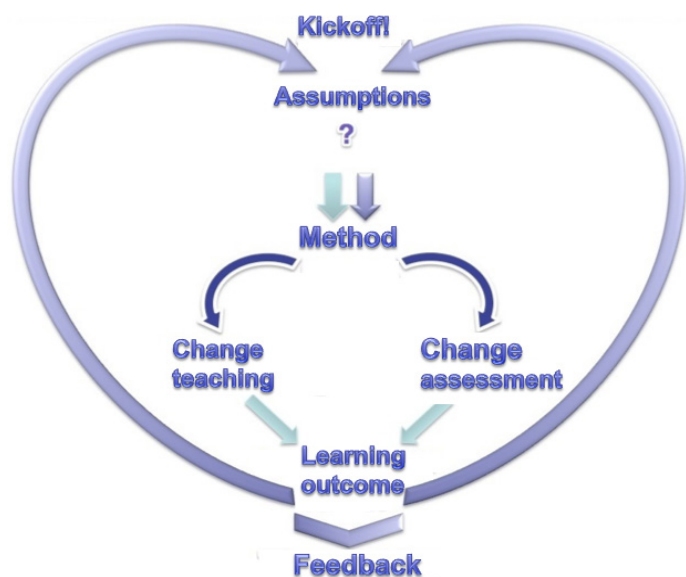 Kickoff!
Assumptions
?
Method
Change
teaching
Change
assessment
Learning
outcome
Feedback